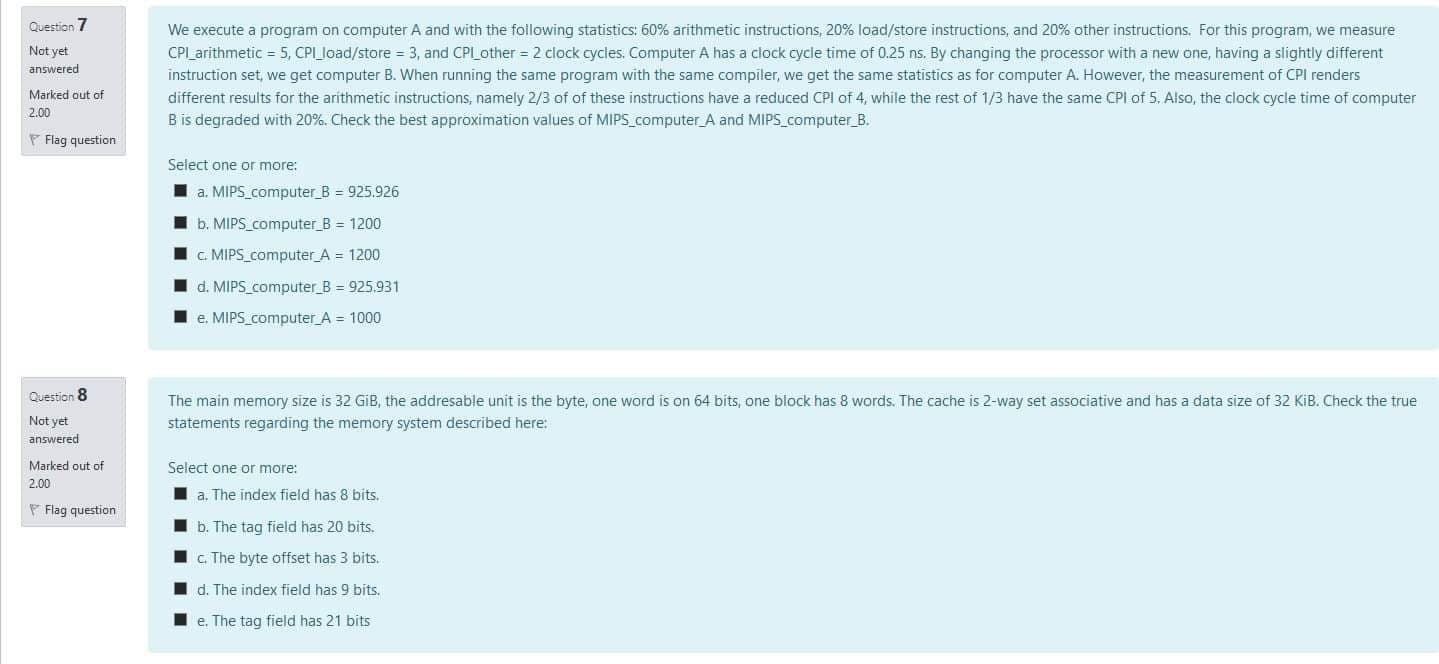 Question 7
Not yet
answered
Marked out of
2.00
Flag question
We execute a program on computer A and with the following statistics: 60% arithmetic instructions, 20% load/store instructions, and 20% other instructions. For this program, we measure
CPI_arithmetic = 5, CPI_load/store = 3, and CPI_other = 2 clock cycles. Computer A has a clock cycle time of 0.25 ns. By changing the processor with a new one, having a slightly different
instruction set, we get computer B. When running the same program with the same compiler, we get the same statistics as for computer A. However, the measurement of CPI renders
different results for the arithmetic instructions, namely 2/3 of of these instructions have a reduced CPI of 4, while the rest of 1/3 have the same CPI of 5. Also, the clock cycle time of computer
B is degraded with 20%. Check the best approximation values of MIPS_computer_A and MIPS_computer_B.
Select one or more:
a. MIPS_computer_B = 925.926
b. MIPS_computer_B = 1200
c. MIPS_computer_A = 1200
d. MIPS_computer_B = 925.931
e. MIPS_computer_A = 1000
Question 8
Not yet
answered
Marked out of
2.00
Flag question
The main memory size is 32 GiB, the addresable unit is the byte, one word is on 64 bits, one block has 8 words. The cache is 2-way set associative and has a data size of 32 KiB. Check the true
statements regarding the memory system described here:
Select one or more:
a. The index field has 8 bits.
b. The tag field has 20 bits.
c. The byte offset has 3 bits.
d. The index field has 9 bits.
e. The tag field has 21 bits